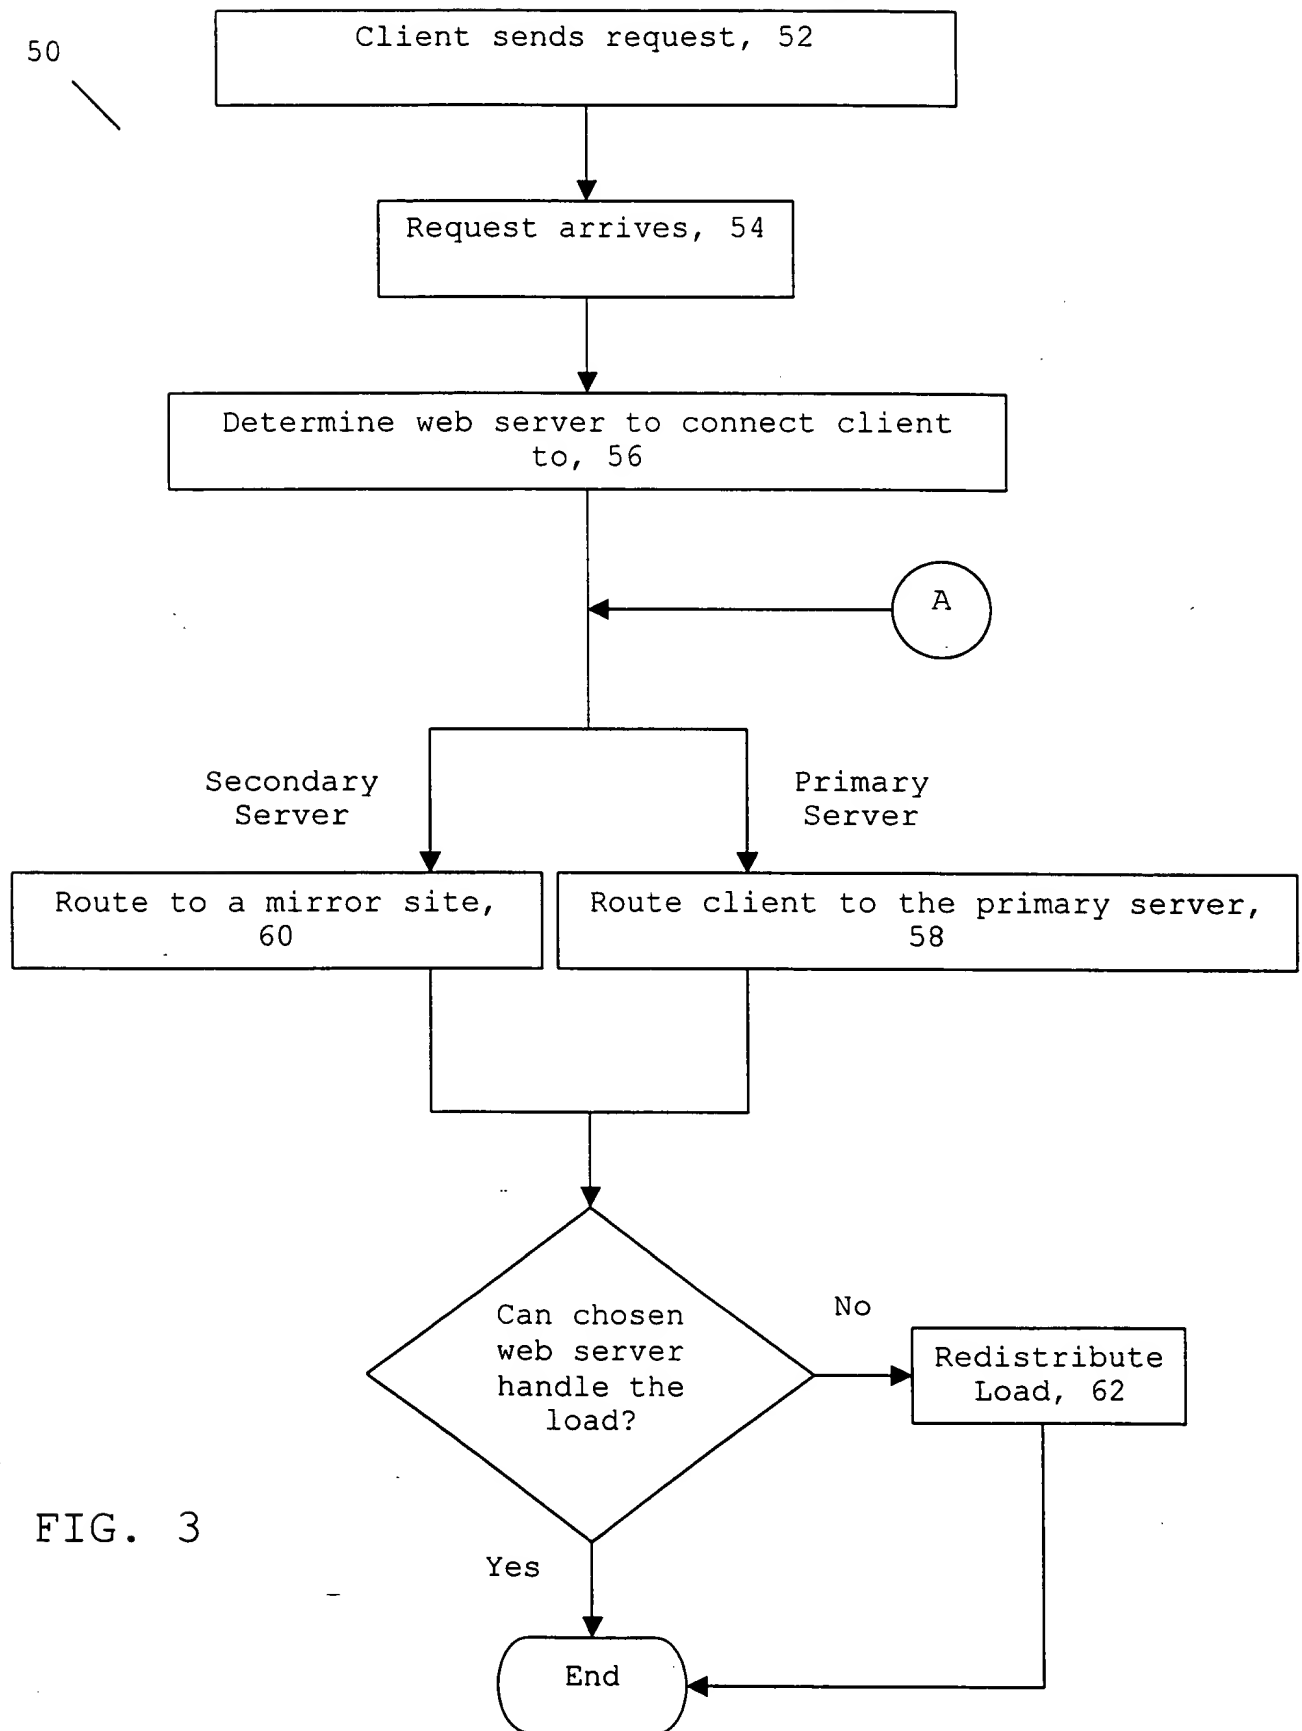 Client sends request, 52
50
Request arrives, 54
Determine web server to connect client
to, 56
A
Secondary
Server
Primary
Server
Route to a mirror site,
60
Route client to the primary server,
58
Can chosen
web server
handle the
load?
No
Redistribute
Load, 62
FIG. 3
Yes
End